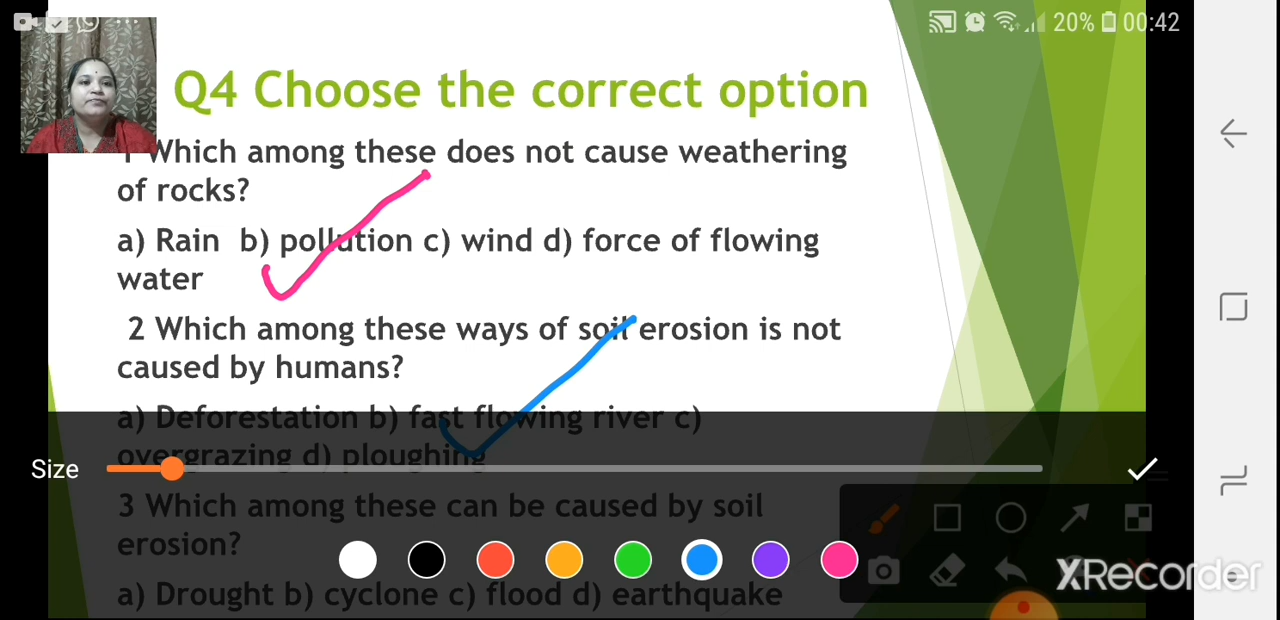 20% 00:42
Q4 Choose the correct option
1 Which among these does not cause weathering
of rocks?
a) Rain b) pollution c) wind d) force of flowing
water
2 Which among these ways of soil erosion is not
caused by humans?
a) Deforestation b) fast flowing river c)
overgrazing d) ploughing
Size
3 Which among these can be caused by soil
erosion?
a) Drought b) cyclone c) flood d) earthquake
XRecorder